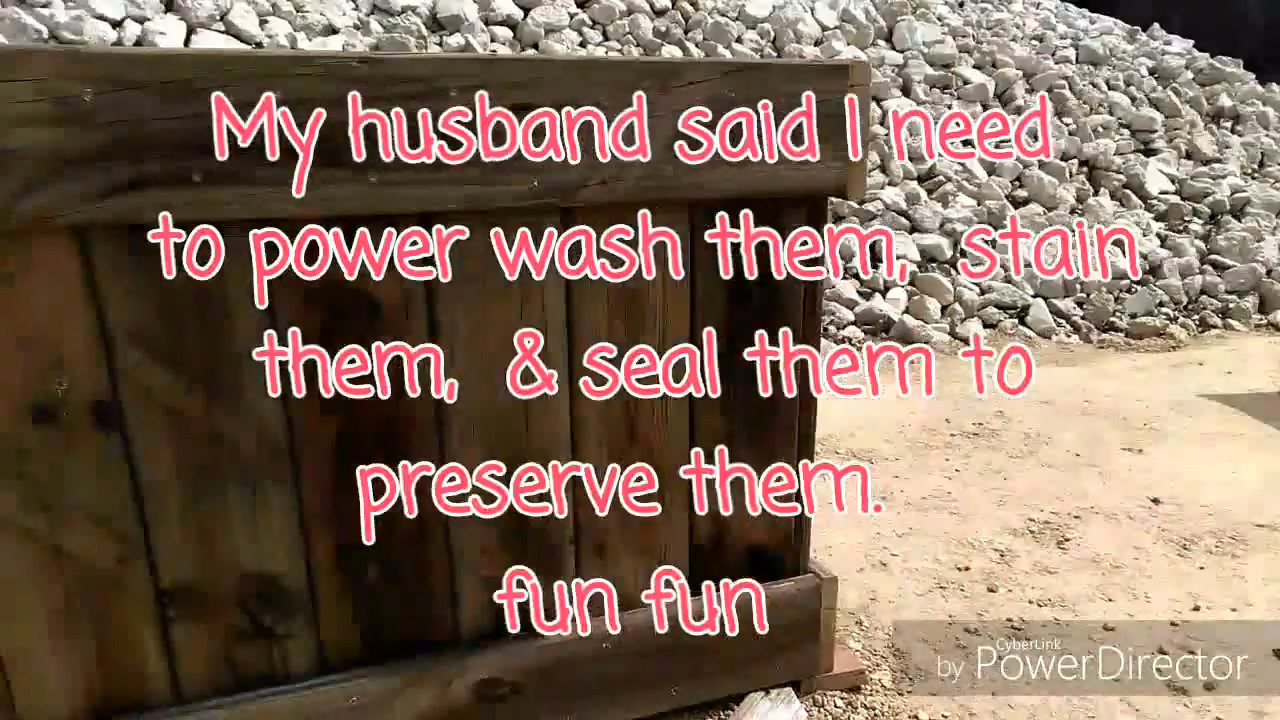 My husband said I need
to power wash them, stain
them, & seal them to
preserve them.
fun fun
CyberLink
by PowerDirector